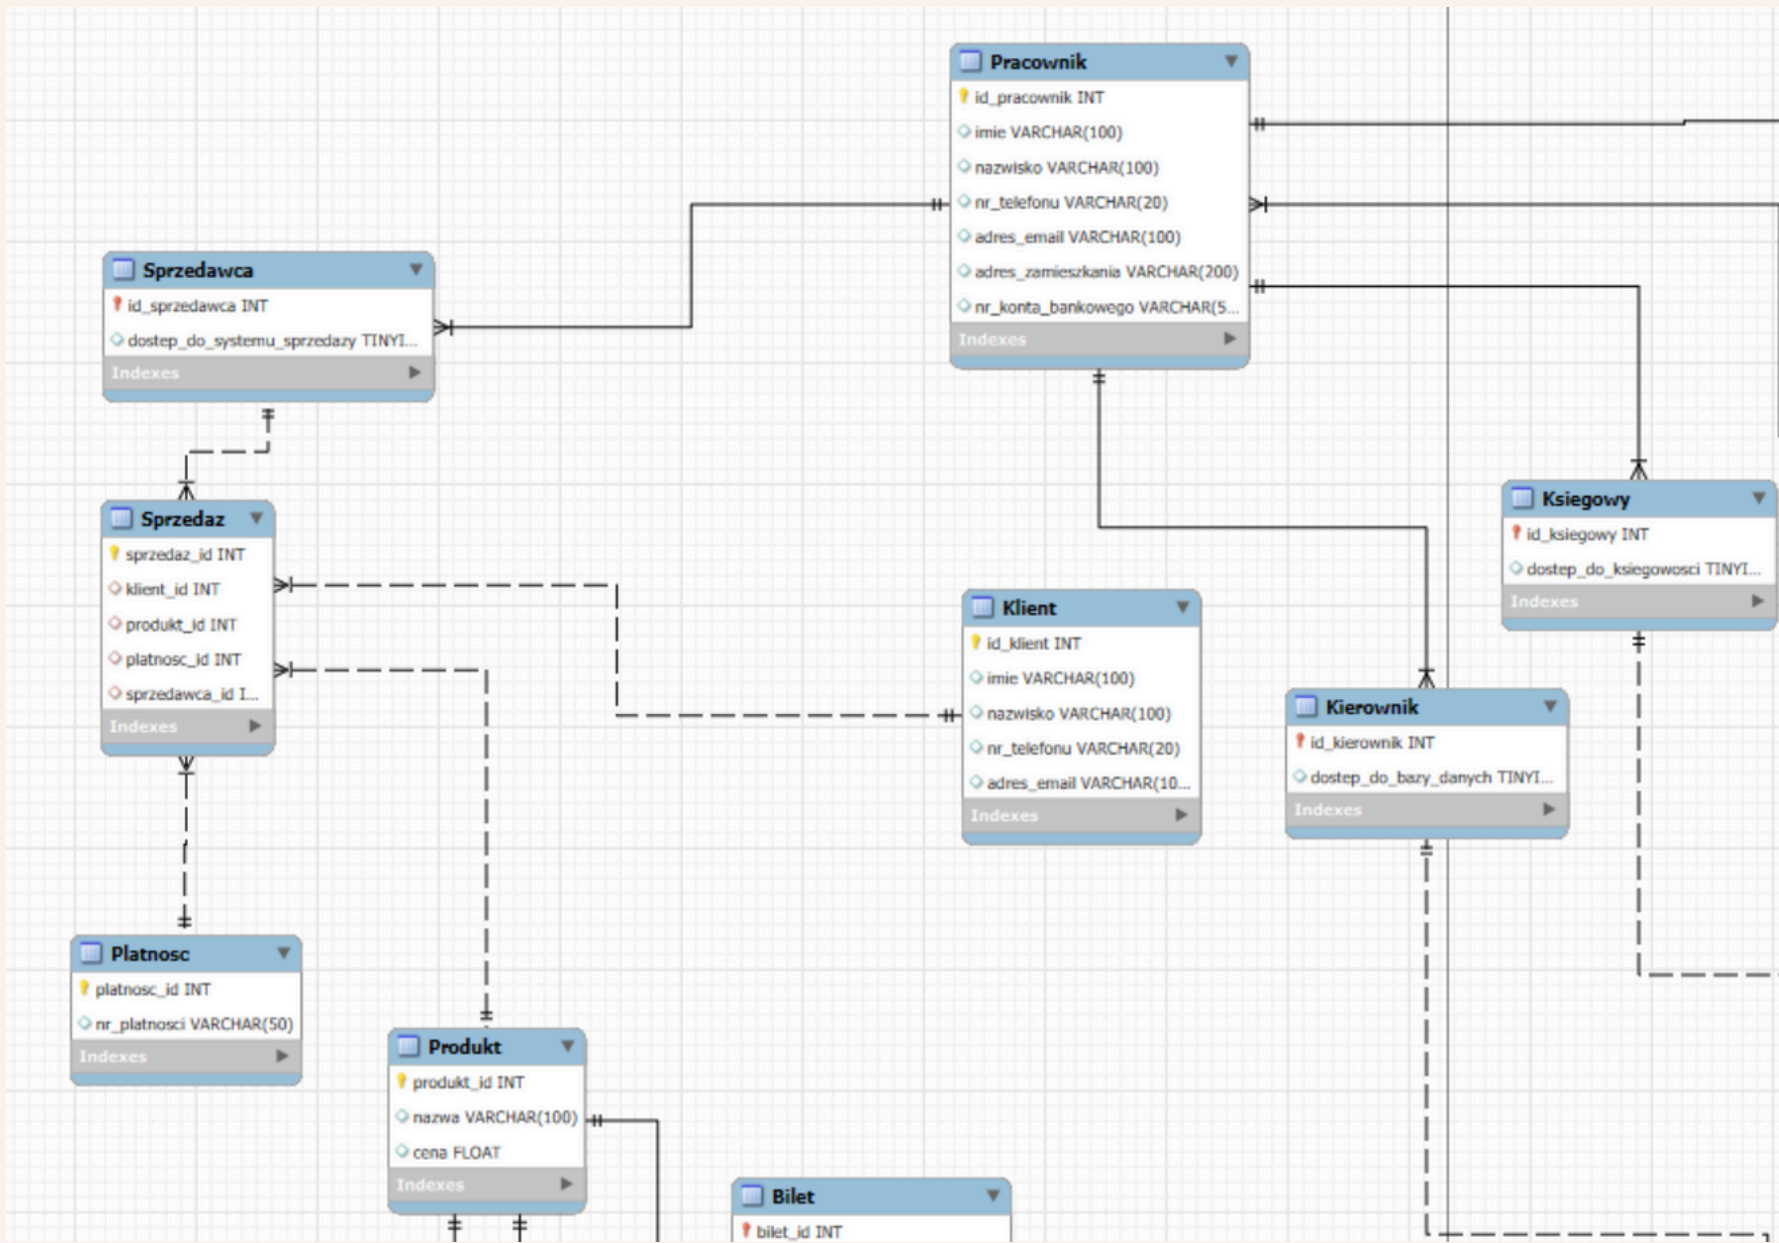 Pracownik
id_pracownik INT
imie VARCHAR(100)
nazwisko VARCHAR(100)
nr_telefonu VARCHAR(20)
adres_email VARCHAR(100)
adres_zamieszkania VARCHAR(200)
nr_konta_bankowego VARCHAR(5...
Indexes
Sprzedawca
id_sprzedawca INT
dostep_do_systemu_sprzedazy TINYI...
Indexes
Sprzedaz
sprzedaz_id INT
klient_id INT
produkt_id INT
platnosc_id INT
sprzedawca_id I...
Indexes
Ksiegowy
id_ksiegowy INT
dostep_do_ksiegowosci TINYI...
Indexes
Klient
id_klient INT
imie VARCHAR(100)
nazwisko VARCHAR(100)
nr_telefonu VARCHAR(20)
adres_email VARCHAR(10...
Indexes
Kierownik
id_kierownik INT
dostep_do_bazy_danych TINYI...
Indexes
Platnosc
platnosc_id INT
nr_platnosci VARCHAR(50)
Indexes
Produkt
produkt_id INT
nazwa VARCHAR(100)
cena FLOAT
Indexes
Bilet
bilet_id INT